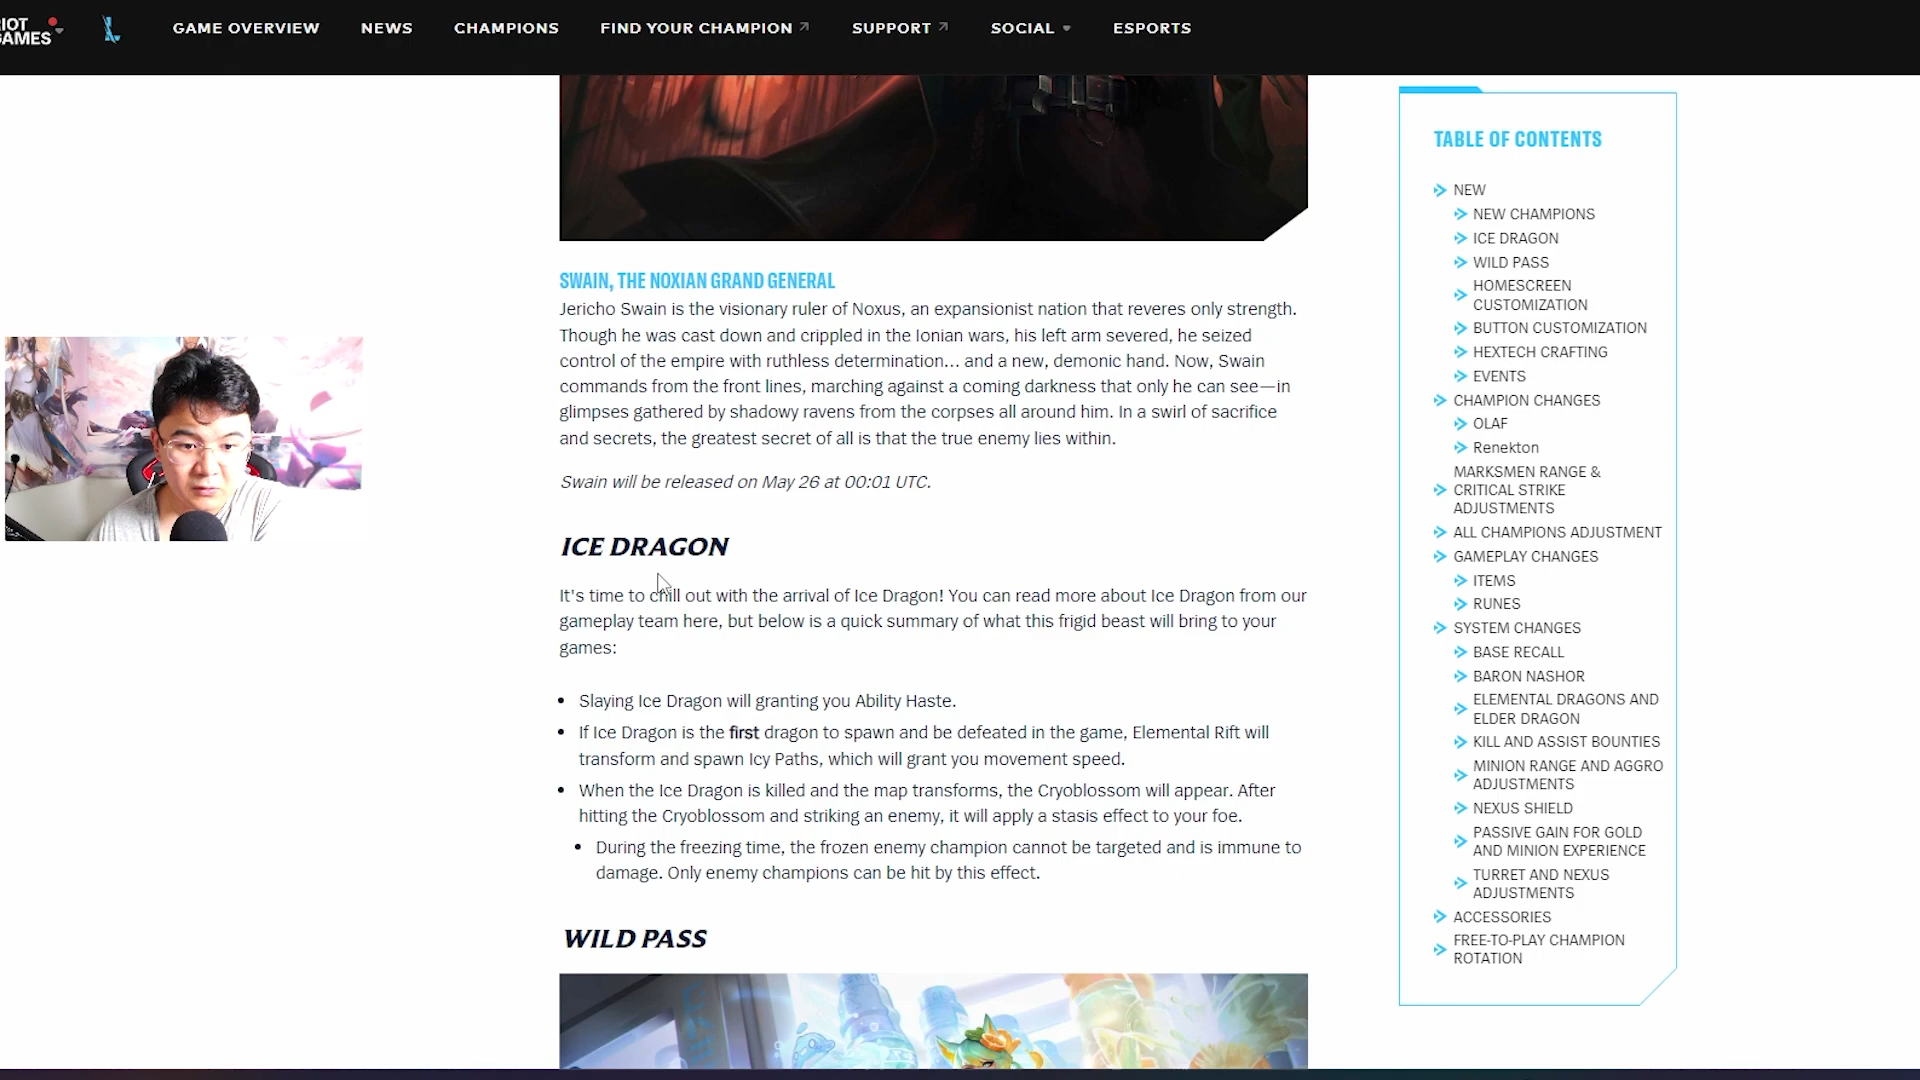 RIOT
GAMES
GAME OVERVIEW
NEWS
CHAMPIONS
FIND YOUR CHAMPION
SUPPORT
SOCIAL
ESPORTS
SWAIN, THE NOXIAN GRAND GENERAL
Jericho Swain is the visionary ruler of Noxus, an expansionist nation that reveres only strength.
Though he was cast down and crippled in the Ionian wars, his left arm severed, he seized
control of the empire with ruthless determination... and a new, demonic hand. Now, Swain
commands from the front lines, marching against a coming darkness that only he can see—in
glimpses gathered by shadowy ravens from the corpses all around him. In a swirl of sacrifice
and secrets, the greatest secret of all is that the true enemy lies within.
Swain will be released on May 26 at 00:01 UTC.
ICE DRAGON
It's time to chill out with the arrival of Ice Dragon! You can read more about Ice Dragon from our
gameplay team here, but below is a quick summary of what this frigid beast will bring to your
games:
• Slaying Ice Dragon will granting you Ability Haste.
• If Ice Dragon is the first dragon to spawn and be defeated in the game, Elemental Rift will
transform and spawn Icy Paths, which will grant you movement speed.
• When the Ice Dragon is killed and the map transforms, the Cryoblossom will appear. After
hitting the Cryoblossom and striking an enemy, it will apply a stasis effect to your foe.
• During the freezing time, the frozen enemy champion cannot be targeted and is immune to
damage. Only enemy champions can be hit by this effect.
WILD PASS
TABLE OF CONTENTS
NEW
NEW CHAMPIONS
ICE DRAGON
WILD PASS
HOMESCREEN
CUSTOMIZATION
BUTTON CUSTOMIZATION
HEXTECH CRAFTING
EVENTS
CHAMPION CHANGES
OLAF
Renekton
MARKSMEN RANGE &
CRITICAL STRIKE
ADJUSTMENTS
ALL CHAMPIONS ADJUSTMENT
GAMEPLAY CHANGES
ITEMS
RUNES
SYSTEM CHANGES
BASE RECALL
BARON NASHOR
ELEMENTAL DRAGONS AND
ELDER DRAGON
KILL AND ASSIST BOUNTIES
MINION RANGE AND AGGRO
ADJUSTMENTS
NEXUS SHIELD
PASSIVE GAIN FOR GOLD
AND MINION EXPERIENCE
TURRET AND NEXUS
ADJUSTMENTS
ACCESSORIES
FREE-TO-PLAY CHAMPION
ROTATION